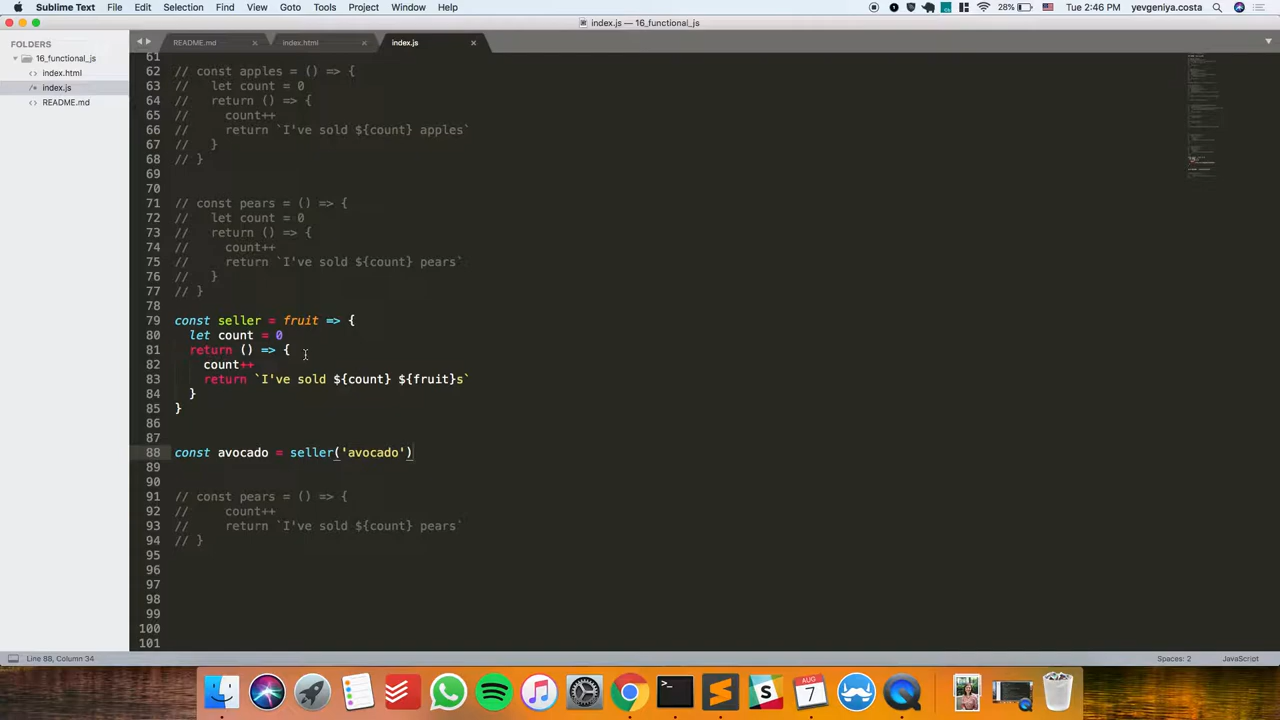 Sublime Text File Edit Selection Find View Goto Tools Project Window Help 28% Tue 2:46 PM yevgeniya.costa
index.js — 16_functional_js
FOLDERS
16_functional_js
index.html
index.js
README.md
README.md index.html index.js
61
62 // const apples = () => {
63 // let count = 0
64 // return () => {
65 // count++
66 // return `I've sold ${count} apples`
67 // }
68 // }
69
70
71 // const pears = () => {
72 // let count = 0
73 // return () => {
74 // count++
75 // return `I've sold ${count} pears`
76 // }
77 // }
78
79 const seller = fruit => {
80 let count = 0
81 return () => {
82 count++
83 return `I've sold ${count} ${fruit}s`
84 }
85 }
86
87
88 const avocado = seller('avocado')
89
90
91 // const pears = () => {
92 // count++
93 // return `I've sold ${count} pears`
94 // }
95
96
97
98
99
100
101
Line 88, Column 34 Spaces: 2 JavaScript
AUG
7